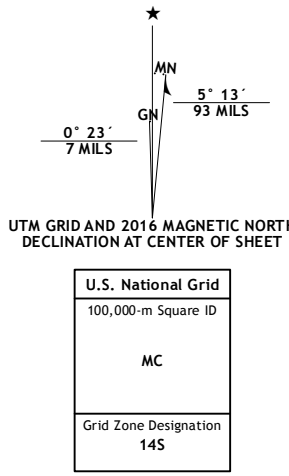 ★
MN
GN
5° 13´
93 MILS
0° 23´
7 MILS
UTM GRID AND 2016 MAGNETIC NORTH
DECLINATION AT CENTER OF SHEET
U.S. National Grid
100,000-m Square ID
MC
Grid Zone Designation
14S